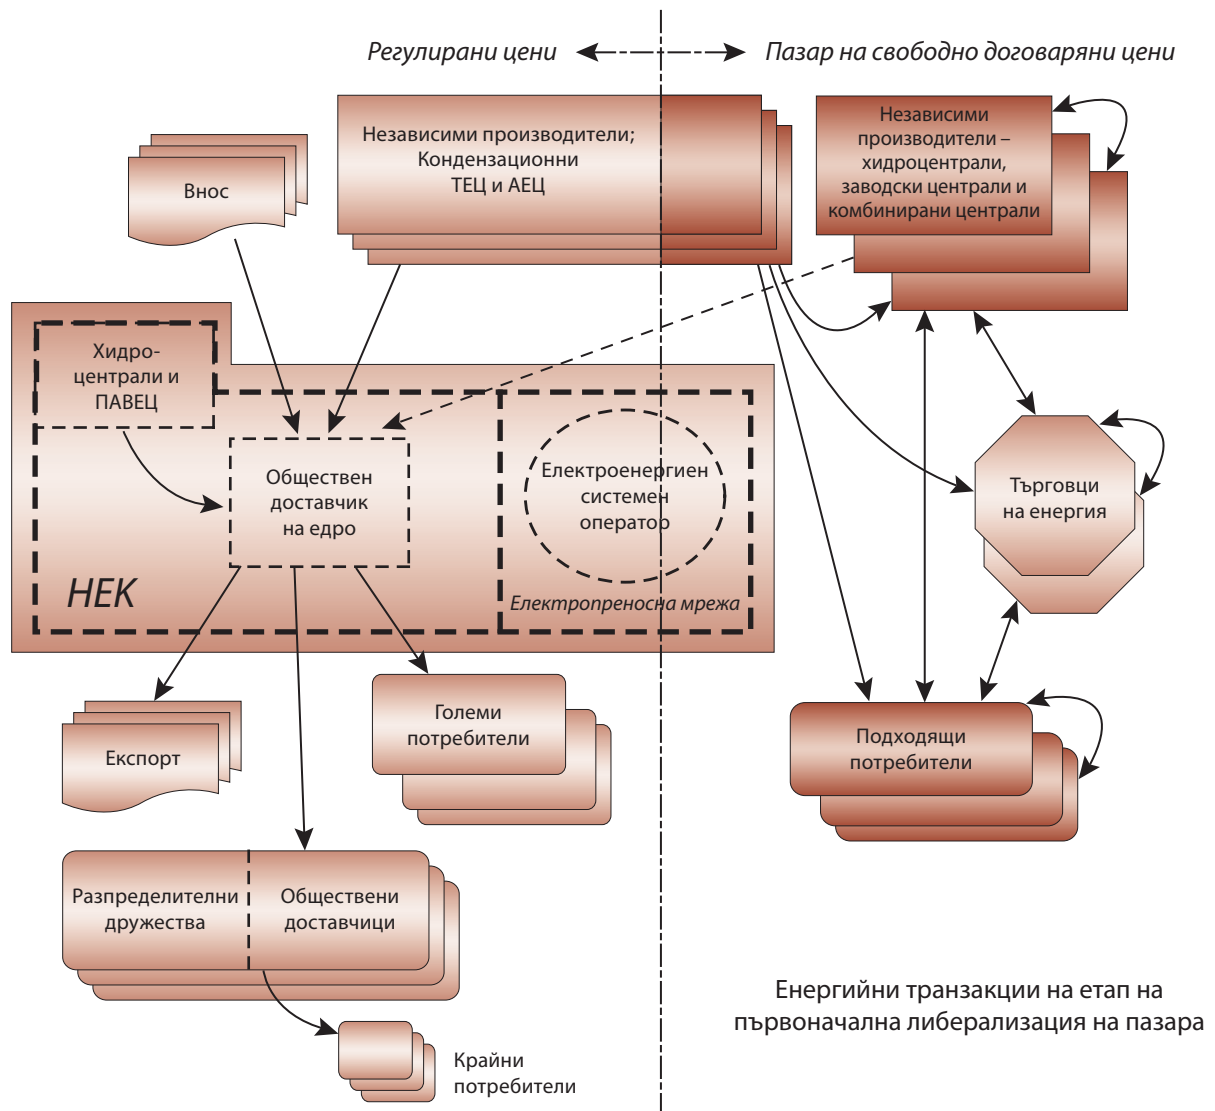 Регулирани цени
Пазар на свободно договаряни цени
Внос
Независими производители;
Кондензационни
ТЕЦ и АЕЦ
Независими
производители –
хидроцентрали,
заводски централи и
комбинирани централи
Хидро-
централи и
ПАВЕЦ
Обществен
доставчик
на едро
Електроенергиен
системен
оператор
Търговци
на енергия
НЕК
Електропреносна мрежа
Експорт
Големи
потребители
Подходящи
потребители
Разпределителни
дружества
Обществени
доставчици
Крайни
потребители
Енергийни транзакции на етап на
първоначална либерализация на пазара